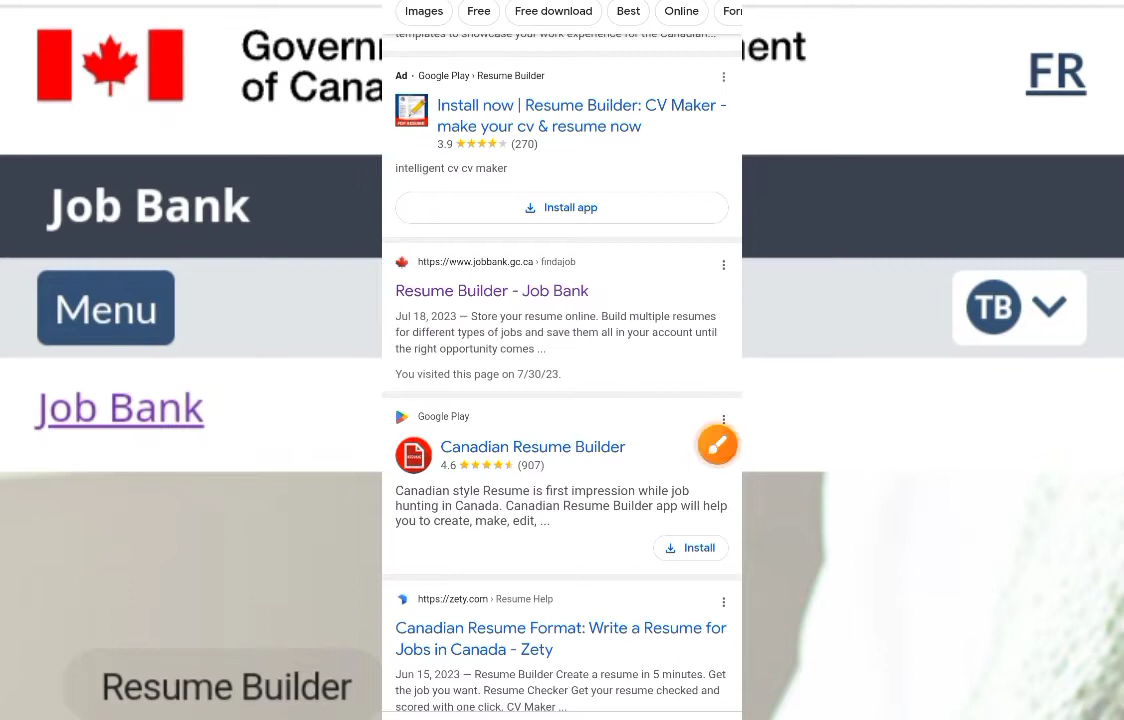 Images
Free
Free download
Best
Online
templates to showcase your work experience for the Canadian...
Ad · Google Play › Resume Builder
Install now | Resume Builder: CV Maker -
make your cv & resume now
3.9 (270)
intelligent cv cv maker
Install app
https://www.jobbank.gc.ca › findajob
Resume Builder - Job Bank
Jul 18, 2023 — Store your resume online. Build multiple resumes
for different types of jobs and save them all in your account until
the right opportunity comes ...
You visited this page on 7/30/23.
Google Play
Canadian Resume Builder
4.6 (907)
Canadian style Resume is first impression while job
hunting in Canada. Canadian Resume Builder app will help
you to create, make, edit, ...
Install
https://zety.com › Resume Help
Canadian Resume Format: Write a Resume for
Jobs in Canada - Zety
Jun 15, 2023 — Resume Builder Create a resume in 5 minutes. Get
the job you want. Resume Checker Get your resume checked and
scored with one click. CV Maker ...
of
FR
Job Bank
Menu
TB
Job Bank
Resume Builder